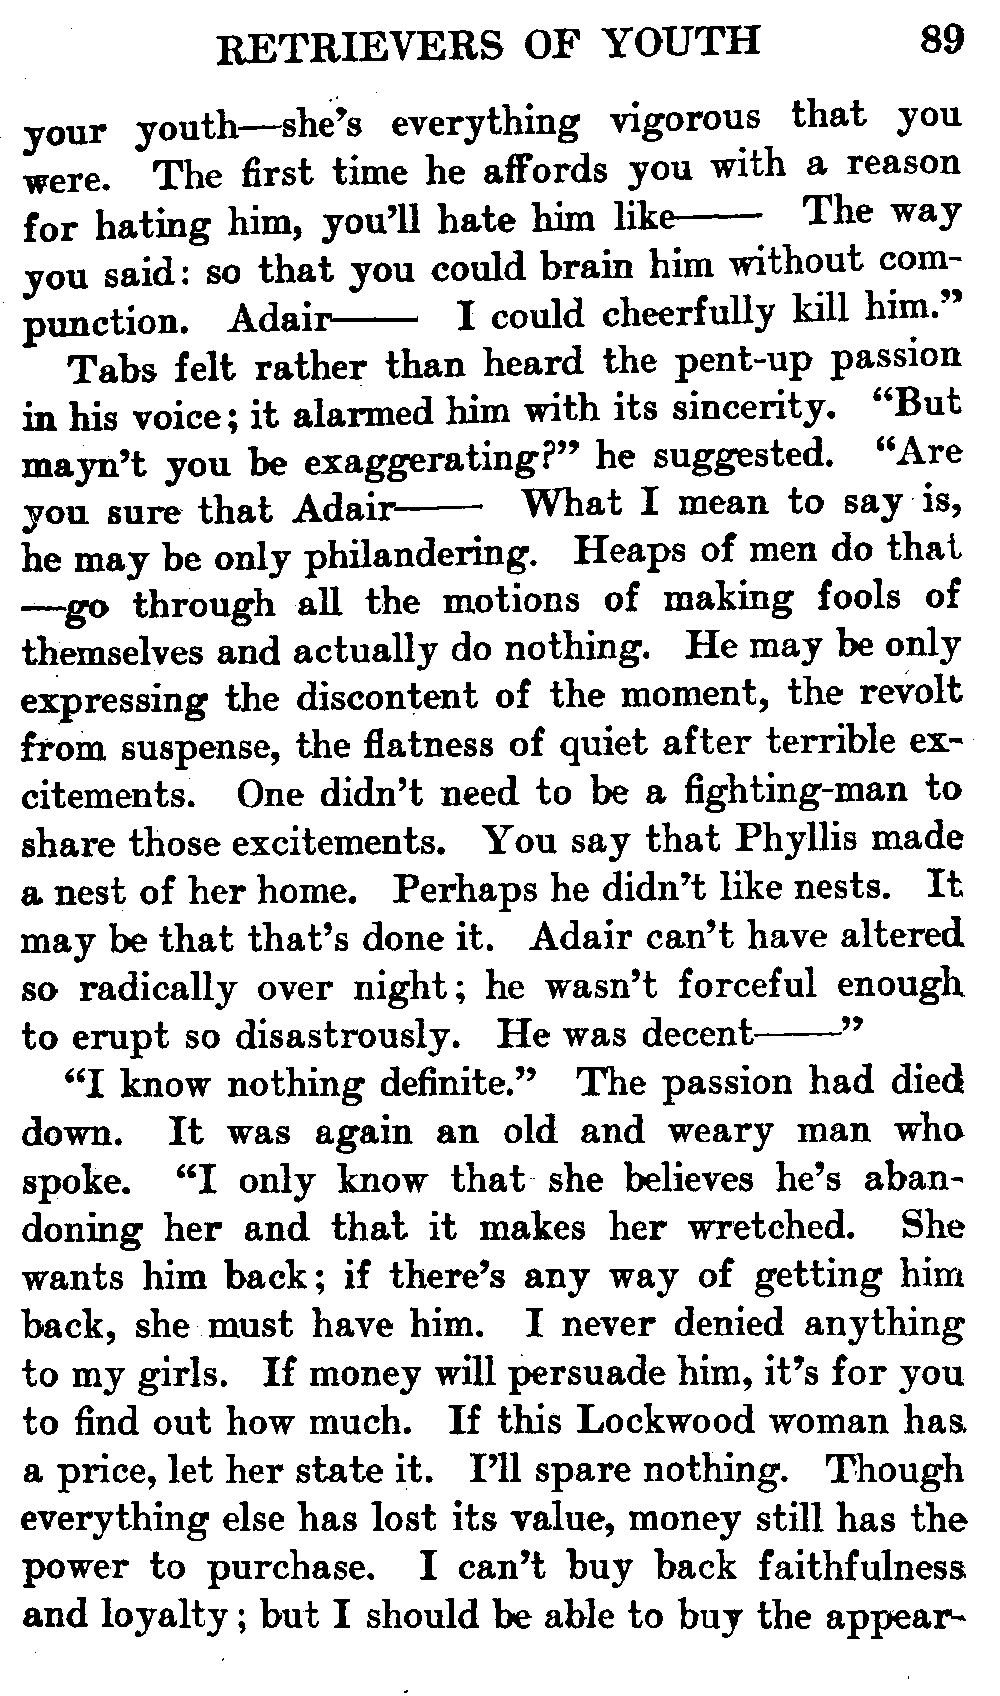 RETRIEVERS OF YOUTH 89
your youth—she's everything vigorous that you
were. The first time he affords you with a reason
for hating him, you'll hate him like—— The way
you said: so that you could brain him without com-
punction. Adair—— I could cheerfully kill him."
Tabs felt rather than heard the pent-up passion
in his voice; it alarmed him with its sincerity. "But
mayn't you be exaggerating?" he suggested. "Are
you sure that Adair—— What I mean to say is,
he may be only philandering. Heaps of men do that
—go through all the motions of making fools of
themselves and actually do nothing. He may be only
expressing the discontent of the moment, the revolt
from suspense, the flatness of quiet after terrible ex-
citements. One didn't need to be a fighting-man to
share those excitements. You say that Phyllis made
a nest of her home. Perhaps he didn't like nests. It
may be that that's done it. Adair can't have altered
so radically over night; he wasn't forceful enough
to erupt so disastrously. He was decent——"
"I know nothing definite." The passion had died
down. It was again an old and weary man who
spoke. "I only know that she believes he's aban-
doning her and that it makes her wretched. She
wants him back; if there's any way of getting him
back, she must have him. I never denied anything
to my girls. If money will persuade him, it's for you
to find out how much. If this Lockwood woman has
a price, let her state it. I'll spare nothing. Though
everything else has lost its value, money still has the
power to purchase. I can't buy back faithfulness
and loyalty; but I should be able to buy the appear-